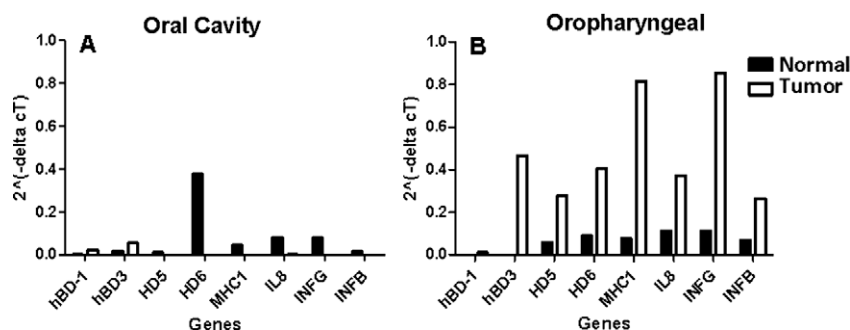 Oral Cavity
A
1.0
0.8
0.6
0.4
0.2
0.0
2^(-delta cT)
hBD-1
hBD3
HD5
HD6
MHC1
IL8
INFG
INFB
Genes
Oropharyngeal
B
1.0
0.8
0.6
0.4
0.2
0.0
2^(-delta cT)
hBD-1
hBD3
HD5
HD6
MHC1
IL8
INFG
INFB
Genes
Normal
Tumor